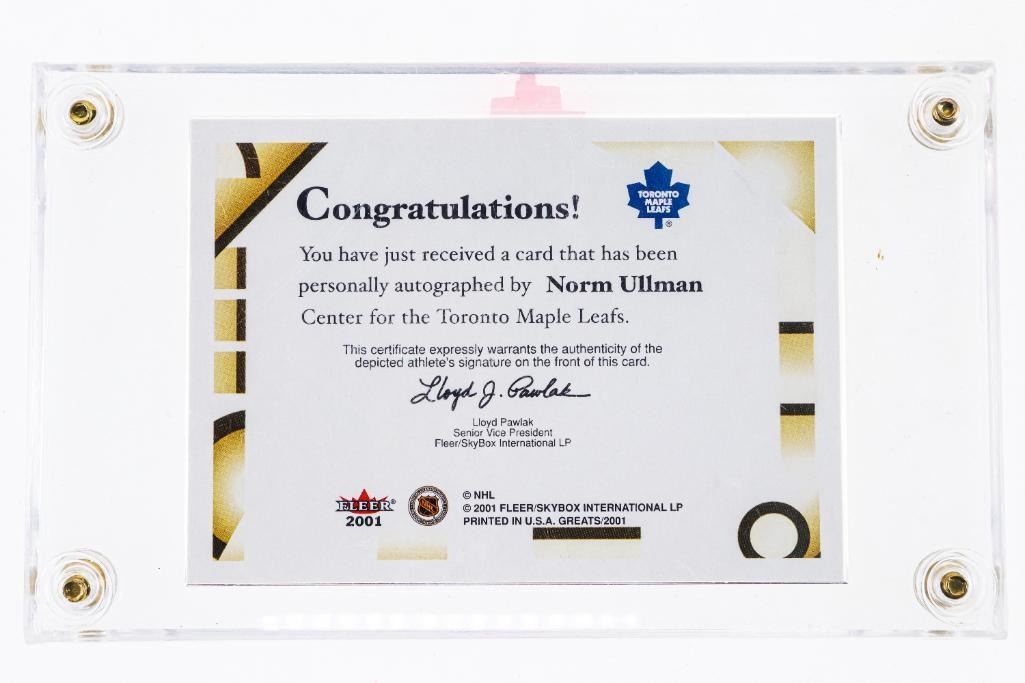 Congratulations!
TORONTO
MAPLE
LEAFS
®
You have just received a card that has been
personally autographed by Norm Ullman
Center for the Toronto Maple Leafs.
This certificate expressly warrants the authenticity of the
depicted athlete's signature on the front of this card.
Lloyd J. Pawlak
Lloyd Pawlak
Senior Vice President
Fleer/SkyBox International LP
FLEER®
2001
NHL
© NHL
© 2001 FLEER/SKYBOX INTERNATIONAL LP
PRINTED IN U.S.A. GREATS/2001